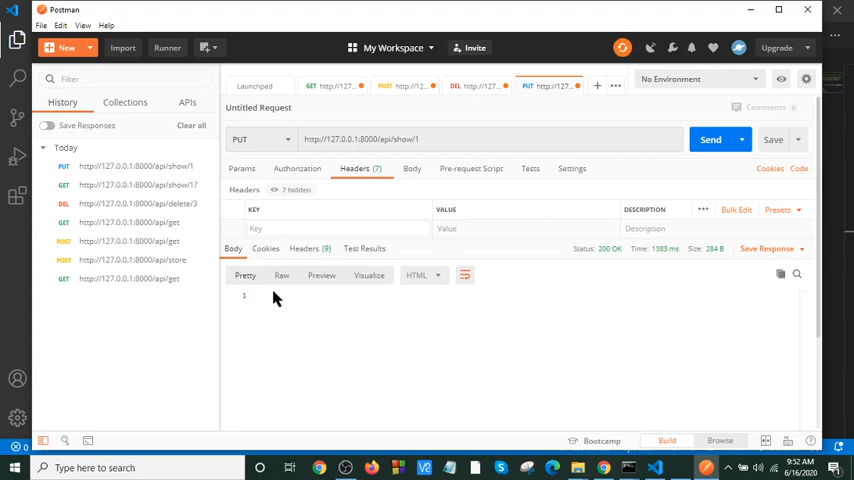 Postman
File Edit View Help
New Import Runner My Workspace Invite Upgrade
Filter
History Collections APIs
Save Responses Clear all
Today
PUT http://127.0.0.1:8000/api/show/1
GET http://127.0.0.1:8000/api/show/1?
DEL http://127.0.0.1:8000/api/delete/3
GET http://127.0.0.1:8000/api/get
POST http://127.0.0.1:8000/api/get
POST http://127.0.0.1:8000/api/store
GET http://127.0.0.1:8000/api/get
Launchpad GET http://127... POST http://12... DEL http://127... PUT http://127... No Environment
Untitled Request Comments 0
PUT http://127.0.0.1:8000/api/show/1 Send Save
Params Authorization Headers (7) Body Pre-request Script Tests Settings Cookies Code
Headers 7 hidden
KEY VALUE DESCRIPTION Bulk Edit Presets
Key Value Description
Body Cookies Headers (9) Test Results Status: 200 OK Time: 1383 ms Size: 284 B Save Response
Pretty Raw Preview Visualize HTML
1
Bootcamp Build Browse
0
Type here to search
9:52 AM
6/16/2020